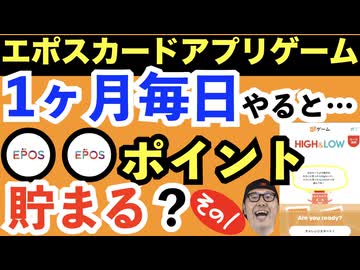 エポスカードアプリゲーム
1ヶ月毎日やると…
EPOS EPOS ポイント
貯まる？
その1
ゲーム
HIGH&LOW
Are you ready?